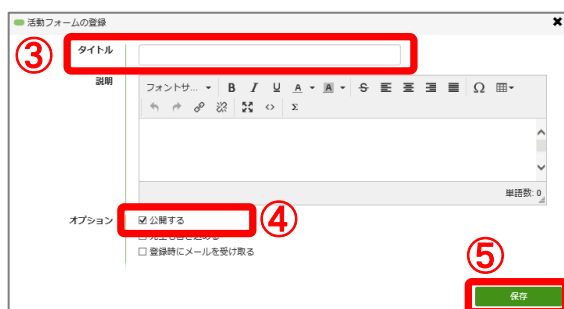 活動フォームの登録
③ タイトル
説明
フォントサ... B I U A A S Ω
Σ
単語数: 0
オプション ☑ 公開する ④
☐ 登録時にメールを受け取る
⑤
保存